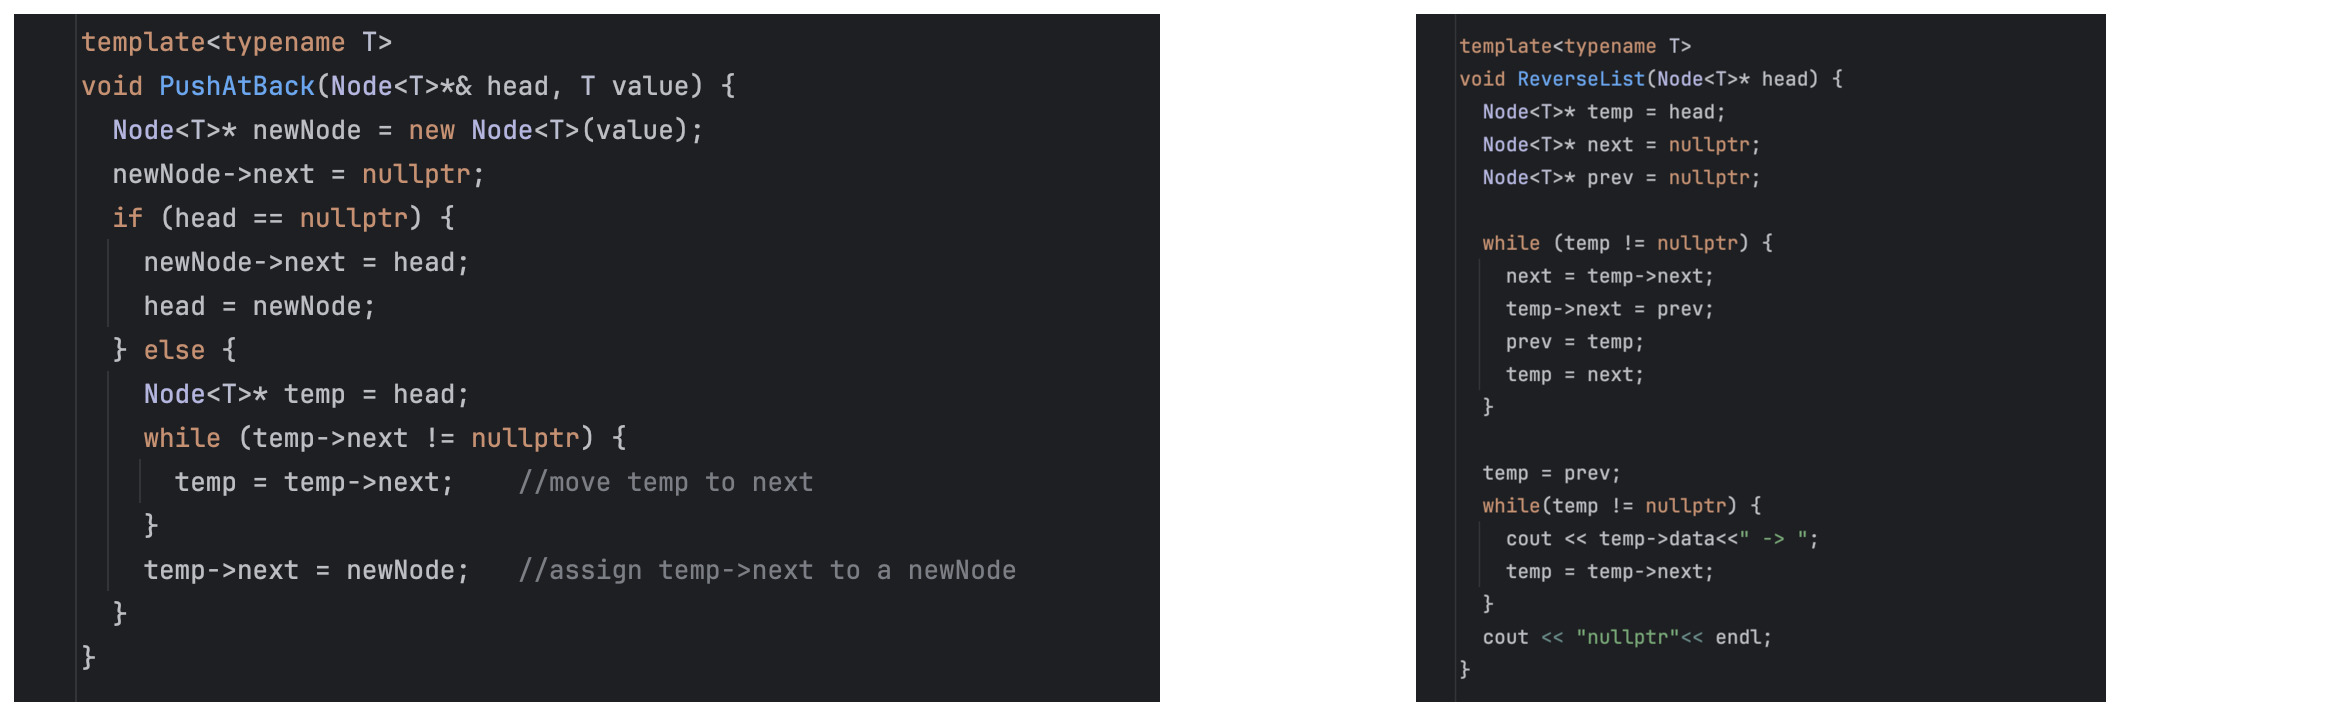 template<typename T>
void PushAtBack(Node<T>*& head, T value) {
  Node<T>* newNode = new Node<T>(value);
  newNode->next = nullptr;
  if (head == nullptr) {
    newNode->next = head;
    head = newNode;
  } else {
    Node<T>* temp = head;
    while (temp->next != nullptr) {
      temp = temp->next;    //move temp to next
    }
    temp->next = newNode;   //assign temp->next to a newNode
  }
}
template<typename T>
void ReverseList(Node<T>* head) {
  Node<T>* temp = head;
  Node<T>* next = nullptr;
  Node<T>* prev = nullptr;
  while (temp != nullptr) {
    next = temp->next;
    temp->next = prev;
    prev = temp;
    temp = next;
  }
  temp = prev;
  while(temp != nullptr) {
    cout << temp->data<<" -> ";
    temp = temp->next;
  }
  cout << "nullptr"<< endl;
}